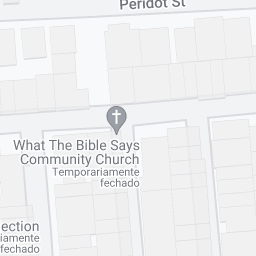 Peridot St
What The Bible Says
Community Church
Temporariamente
fechado
ection
iamente
fechado